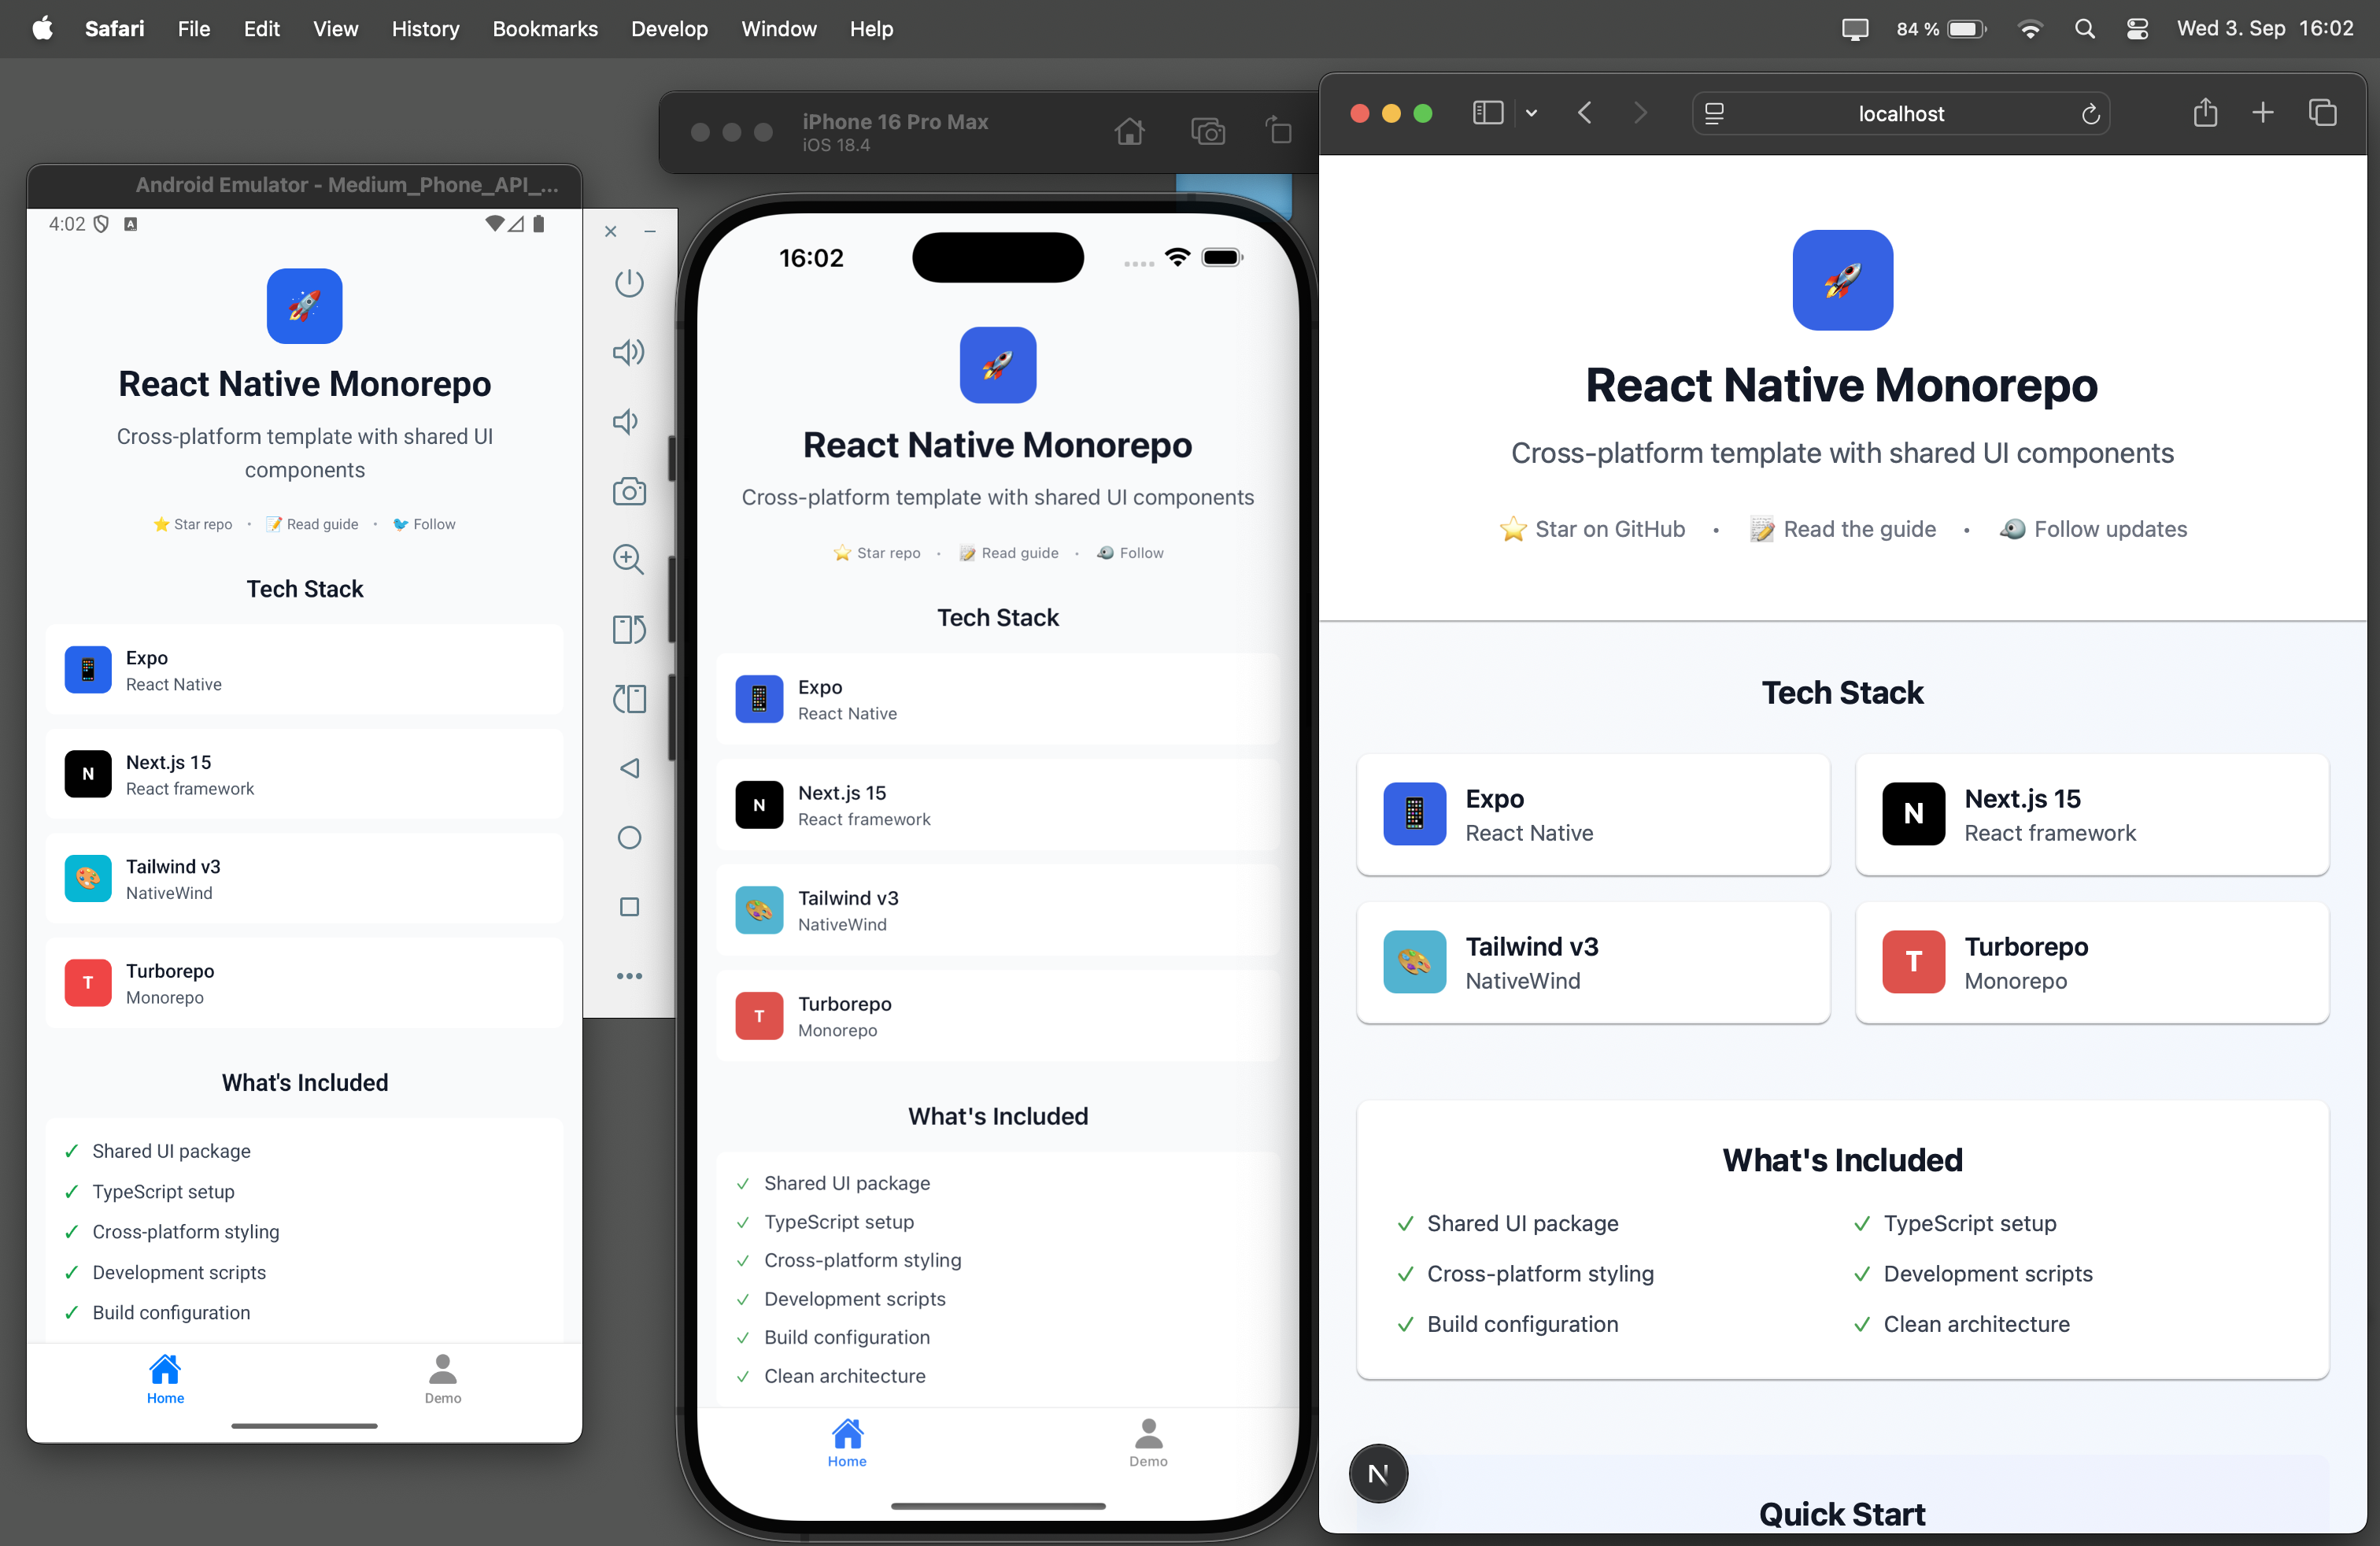 Safari File Edit View History Bookmarks Develop Window Help 84 % Wed 3. Sep 16:02
Android Emulator - Medium_Phone_API_...
4:02 A
React Native Monorepo
Cross-platform template with shared UI
components
⭐ Star repo • 📝 Read guide • 🐦 Follow
Tech Stack
Expo
React Native
N
Next.js 15
React framework
Tailwind v3
NativeWind
T
Turborepo
Monorepo
What's Included
✓ Shared UI package
✓ TypeScript setup
✓ Cross-platform styling
✓ Development scripts
✓ Build configuration
Home Demo
iPhone 16 Pro Max
iOS 18.4
16:02
React Native Monorepo
Cross-platform template with shared UI components
⭐ Star repo • 📝 Read guide • 🐦 Follow
Tech Stack
Expo
React Native
N
Next.js 15
React framework
Tailwind v3
NativeWind
T
Turborepo
Monorepo
What's Included
✓ Shared UI package
✓ TypeScript setup
✓ Cross-platform styling
✓ Development scripts
✓ Build configuration
✓ Clean architecture
Home Demo
localhost
React Native Monorepo
Cross-platform template with shared UI components
⭐ Star on GitHub • 📝 Read the guide • 🐦 Follow updates
Tech Stack
Expo
React Native
N
Next.js 15
React framework
Tailwind v3
NativeWind
T
Turborepo
Monorepo
What's Included
✓ Shared UI package ✓ TypeScript setup
✓ Cross-platform styling ✓ Development scripts
✓ Build configuration ✓ Clean architecture
N
Quick Start